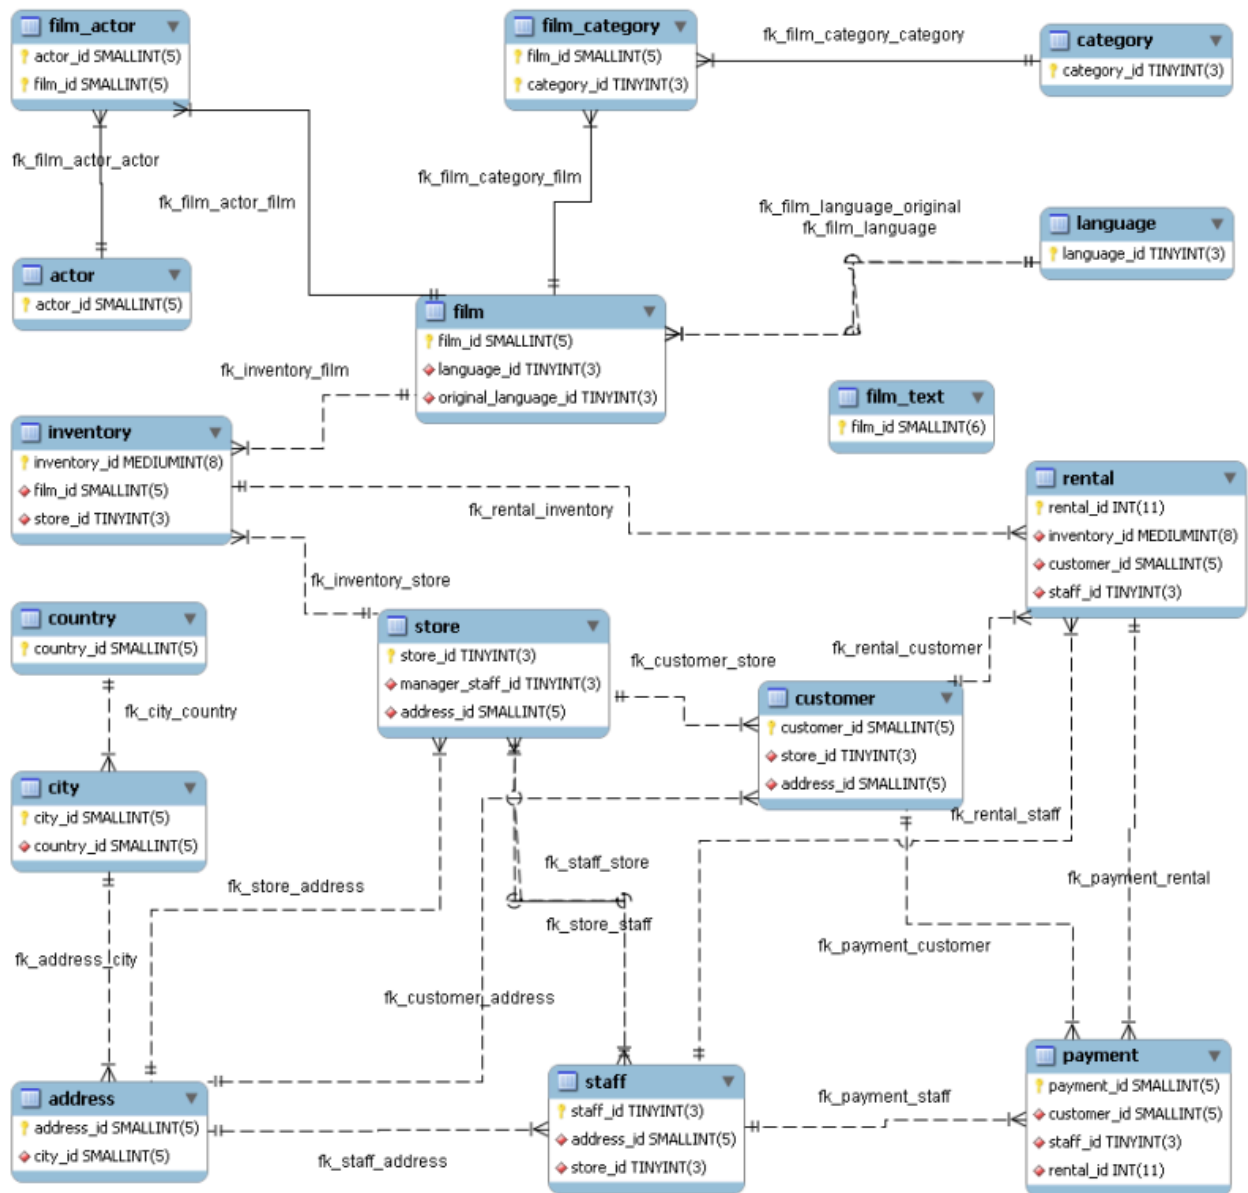 film_actor
actor_id SMALLINT(5)
film_id SMALLINT(5)
film_category
film_id SMALLINT(5)
category_id TINYINT(3)
fk_film_category_category
category
category_id TINYINT(3)
fk_film_actor_actor
fk_film_actor_film
fk_film_category_film
fk_film_language_original
fk_film_language
language
language_id TINYINT(3)
actor
actor_id SMALLINT(5)
film
film_id SMALLINT(5)
language_id TINYINT(3)
original_language_id TINYINT(3)
fk_inventory_film
film_text
film_id SMALLINT(6)
inventory
inventory_id MEDIUMINT(8)
film_id SMALLINT(5)
store_id TINYINT(3)
fk_rental_inventory
rental
rental_id INT(11)
inventory_id MEDIUMINT(8)
customer_id SMALLINT(5)
staff_id TINYINT(3)
fk_inventory_store
country
country_id SMALLINT(5)
store
store_id TINYINT(3)
manager_staff_id TINYINT(3)
address_id SMALLINT(5)
fk_customer_store
fk_rental_customer
customer
customer_id SMALLINT(5)
store_id TINYINT(3)
address_id SMALLINT(5)
fk_city_country
city
city_id SMALLINT(5)
country_id SMALLINT(5)
fk_rental_staff
fk_staff_store
fk_store_address
fk_payment_rental
fk_store_staff
fk_payment_customer
fk_address_city
fk_customer_address
address
address_id SMALLINT(5)
city_id SMALLINT(5)
fk_staff_address
staff
staff_id TINYINT(3)
address_id SMALLINT(5)
store_id TINYINT(3)
fk_payment_staff
payment
payment_id SMALLINT(5)
customer_id SMALLINT(5)
staff_id TINYINT(3)
rental_id INT(11)